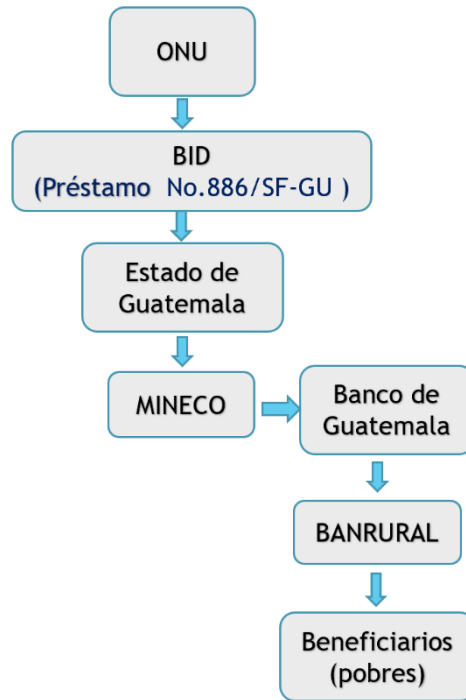 ONU
BID
(Préstamo No.886/SF-GU )
Estado de
Guatemala
MINECO
Banco de
Guatemala
BANRURAL
Beneficiarios
(pobres)